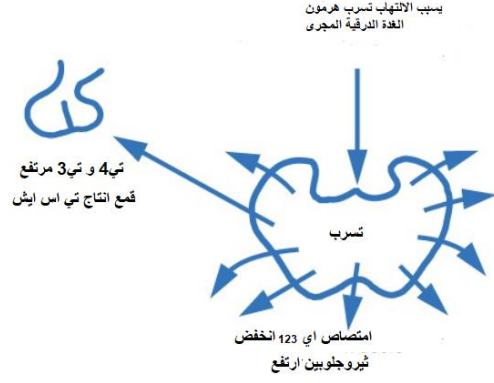 يسبب الالتهاب تسرب هرمون
الغدة الدرقية المجرى
تي4 و تي3 مرتفع
قمع انتاج تي اس ايش
تسرب
امتصاص اي 123 انخفض
ثيروجلوبين ارتفع